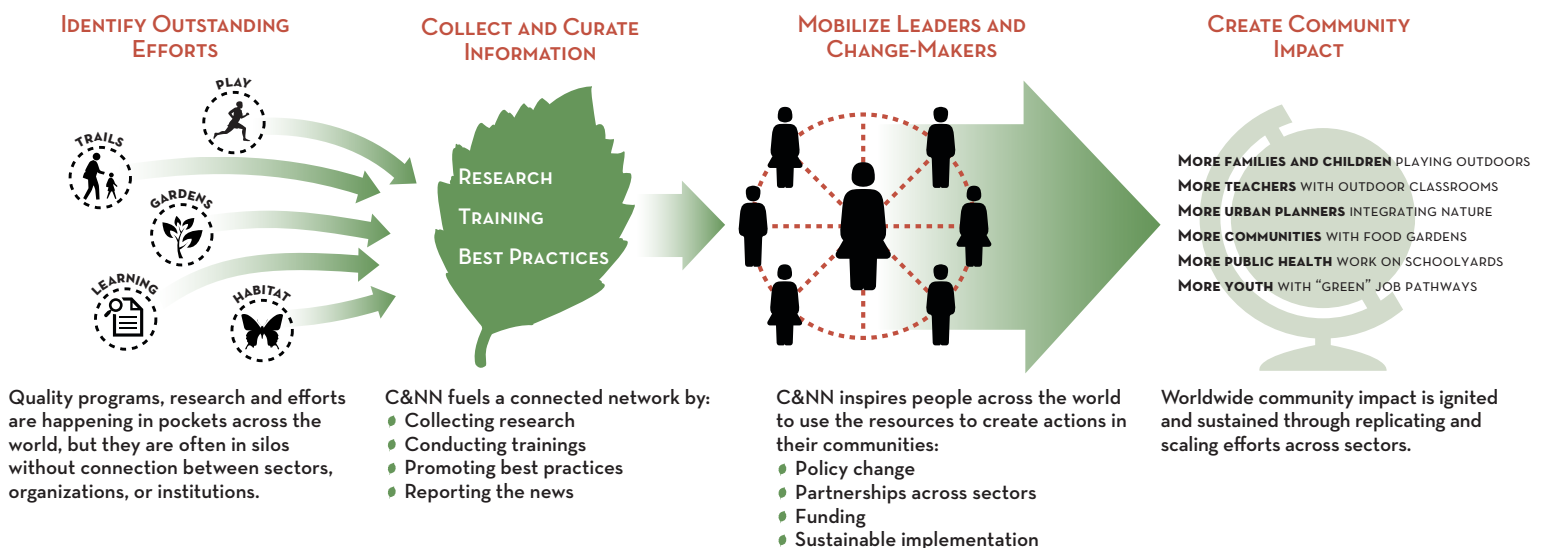 IDENTIFY OUTSTANDING
EFFORTS
PLAY
TRAILS
GARDENS
LEARNING
HABITAT
Quality programs, research and efforts
are happening in pockets across the
world, but they are often in silos
without connection between sectors,
organizations, or institutions.
COLLECT AND CURATE
INFORMATION
RESEARCH
TRAINING
BEST PRACTICES
C&NN fuels a connected network by:
Collecting research
Conducting trainings
Promoting best practices
Reporting the news
MOBILIZE LEADERS AND
CHANGE-MAKERS
C&NN inspires people across the world
to use the resources to create actions in
their communities:
Policy change
Partnerships across sectors
Funding
Sustainable implementation
CREATE COMMUNITY
IMPACT
MORE FAMILIES AND CHILDREN PLAYING OUTDOORS
MORE TEACHERS WITH OUTDOOR CLASSROOMS
MORE URBAN PLANNERS INTEGRATING NATURE
MORE COMMUNITIES WITH FOOD GARDENS
MORE PUBLIC HEALTH WORK ON SCHOOLYARDS
MORE YOUTH WITH “GREEN” JOB PATHWAYS
Worldwide community impact is ignited
and sustained through replicating and
scaling efforts across sectors.